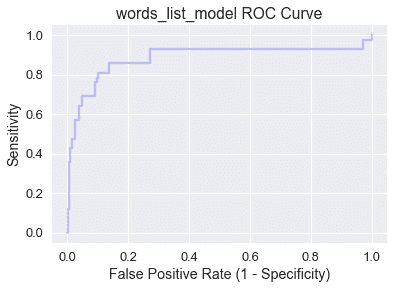 words_list_model ROC Curve
1.0
0.8
0.6
0.4
0.2
0.0
Sensitivity
0.0 0.2 0.4 0.6 0.8 1.0
False Positive Rate (1 - Specificity)